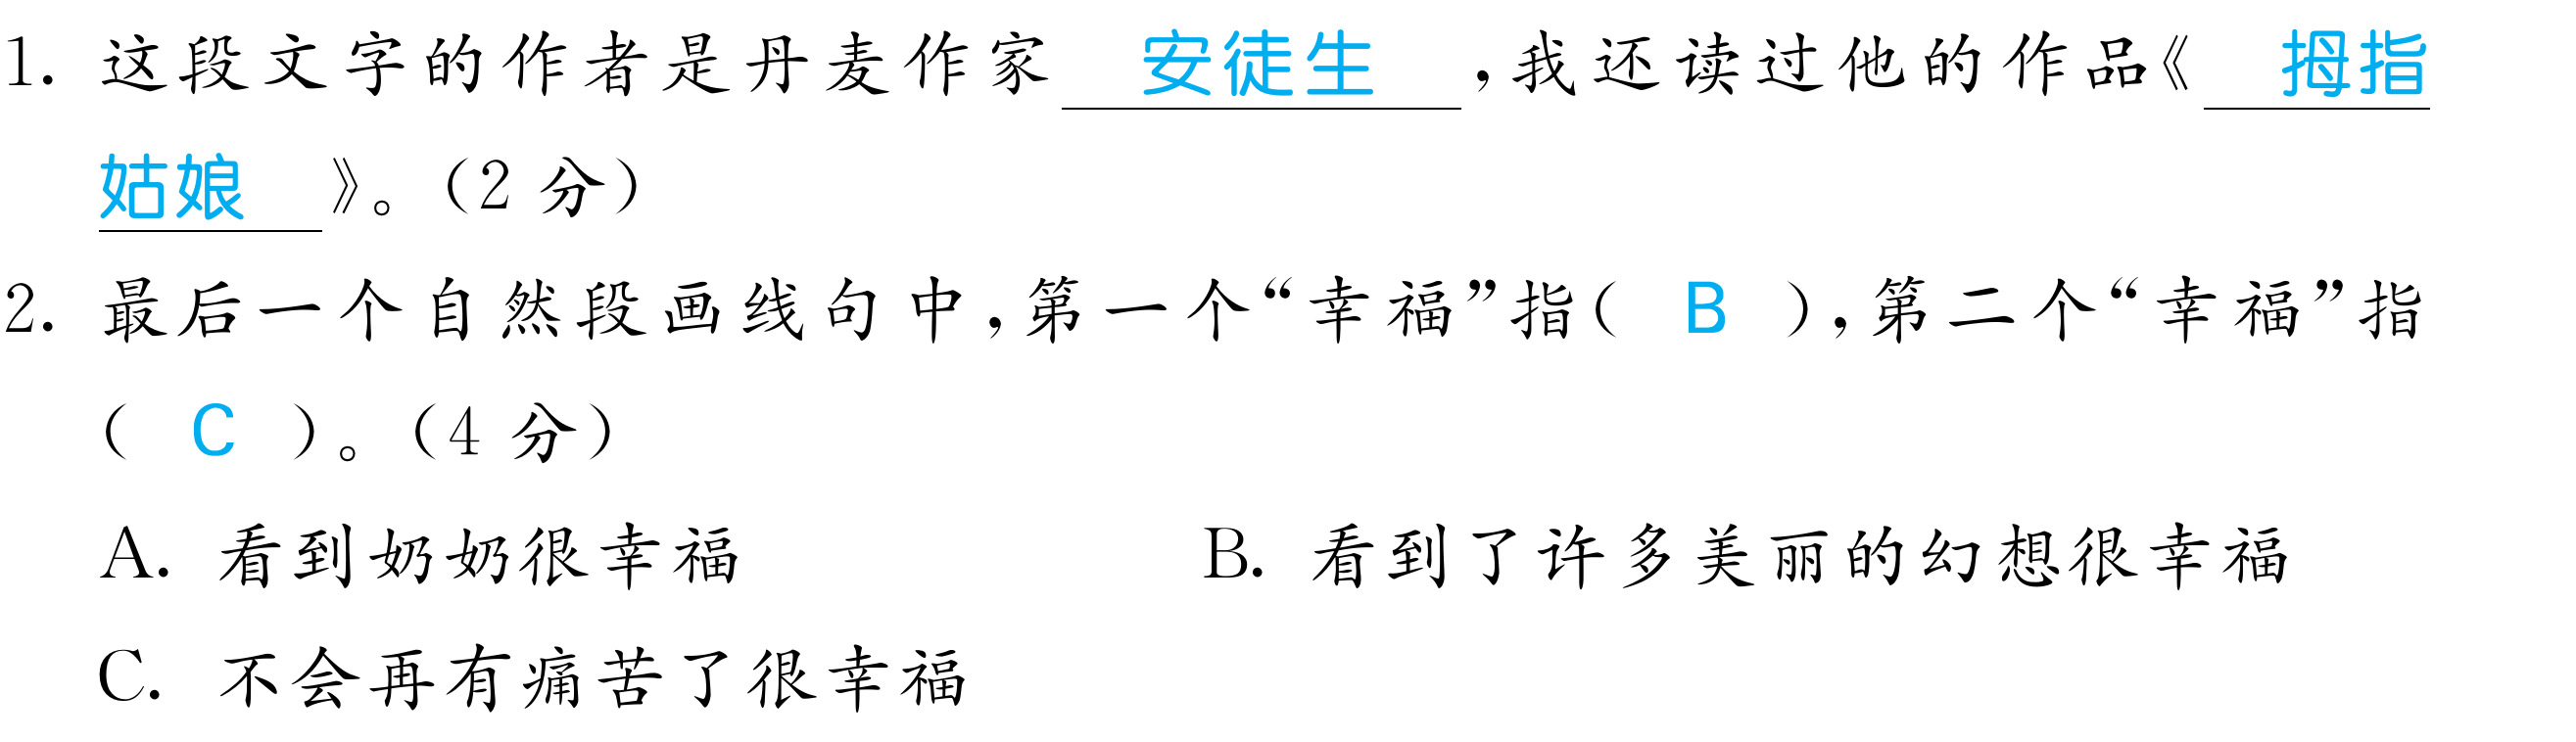 1. 这段文字的作者是丹麦作家 安徒生 ,我还读过他的作品《 拇指
姑娘 》。(2 分)
2. 最后一个自然段画线句中,第一个“幸福”指( B ),第二个“幸福”指
( C )。(4 分)
A. 看到奶奶很幸福 B. 看到了许多美丽的幻想很幸福
C. 不会再有痛苦了很幸福